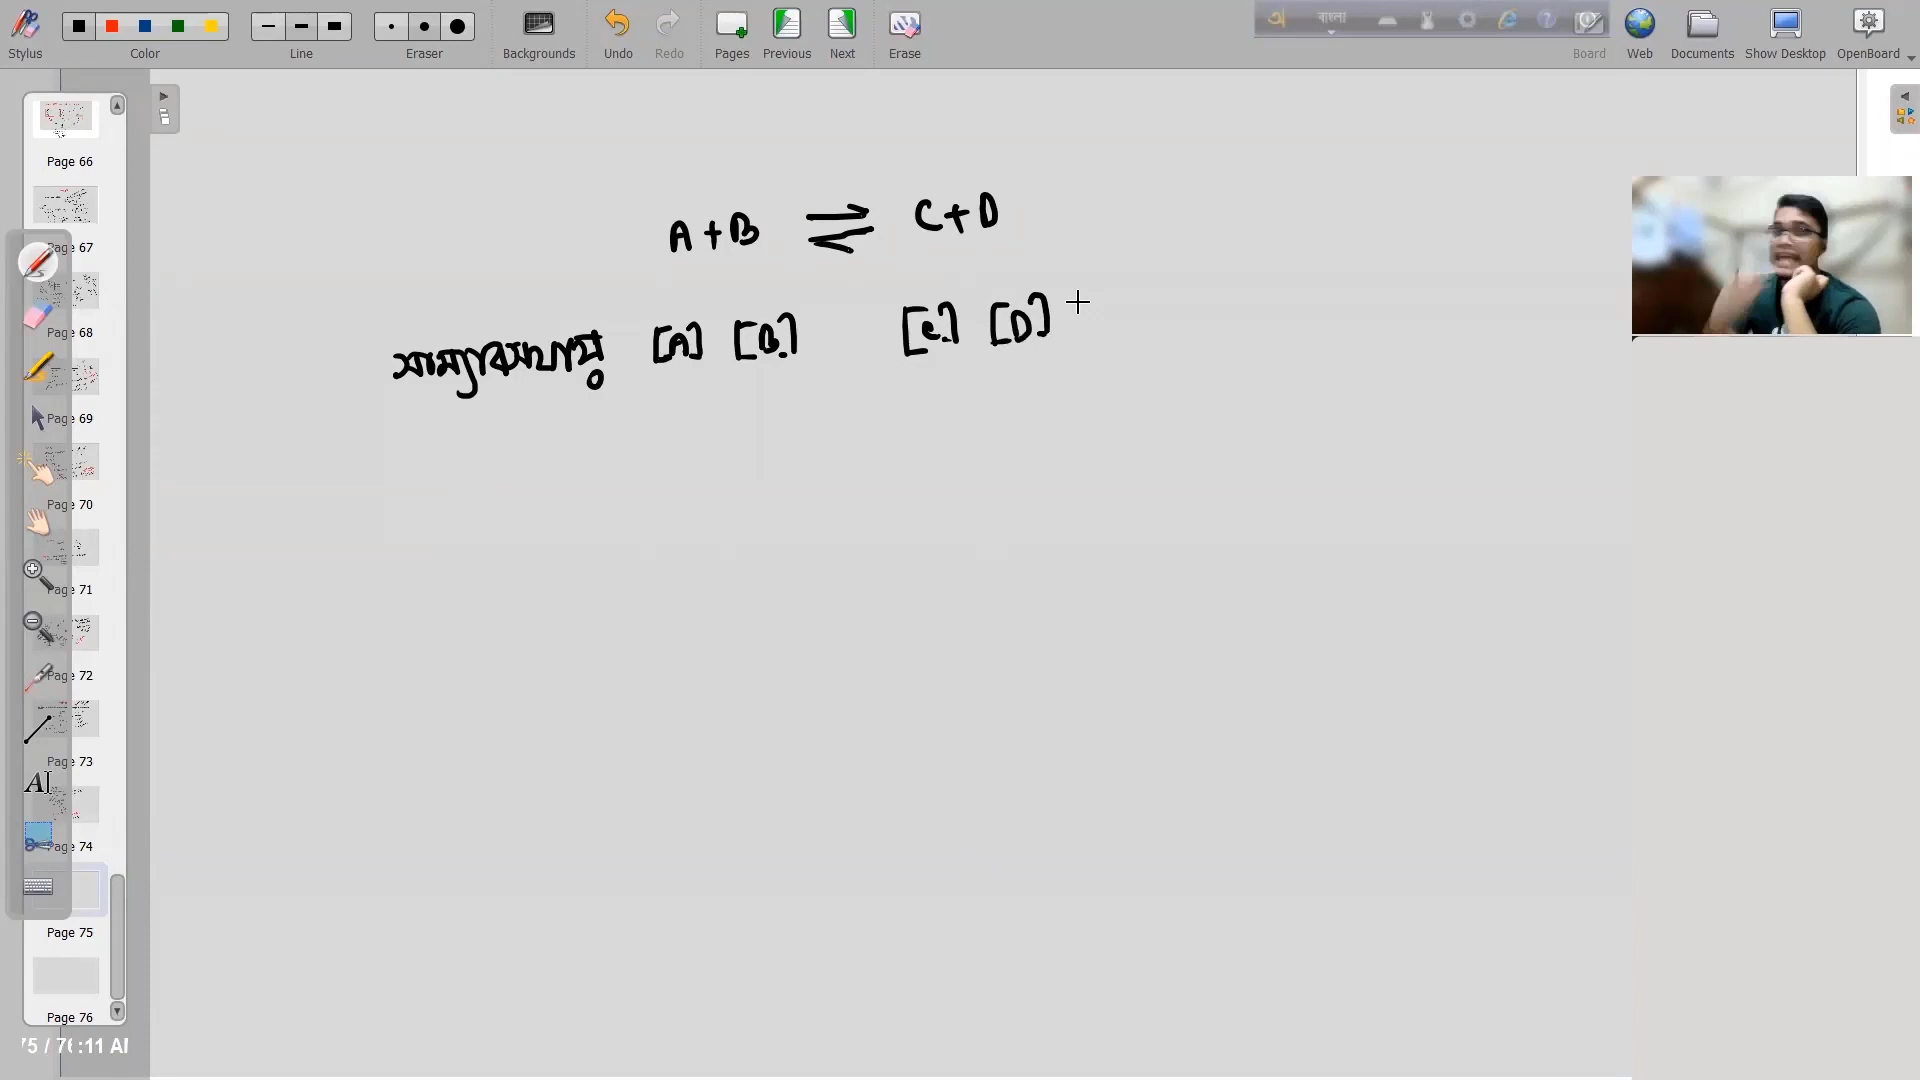 Stylus Color Line Eraser Backgrounds Undo Redo Pages Previous Next Erase বাংলা Board Web Documents Show Desktop OpenBoard
Page 66
Page 67
Page 68
Page 69
Page 70
Page 71
Page 72
Page 73
Page 74
Page 75
Page 76
A + B ⇌ C + D
সাম্যাবস্থায় [A] [B] [C] [D]